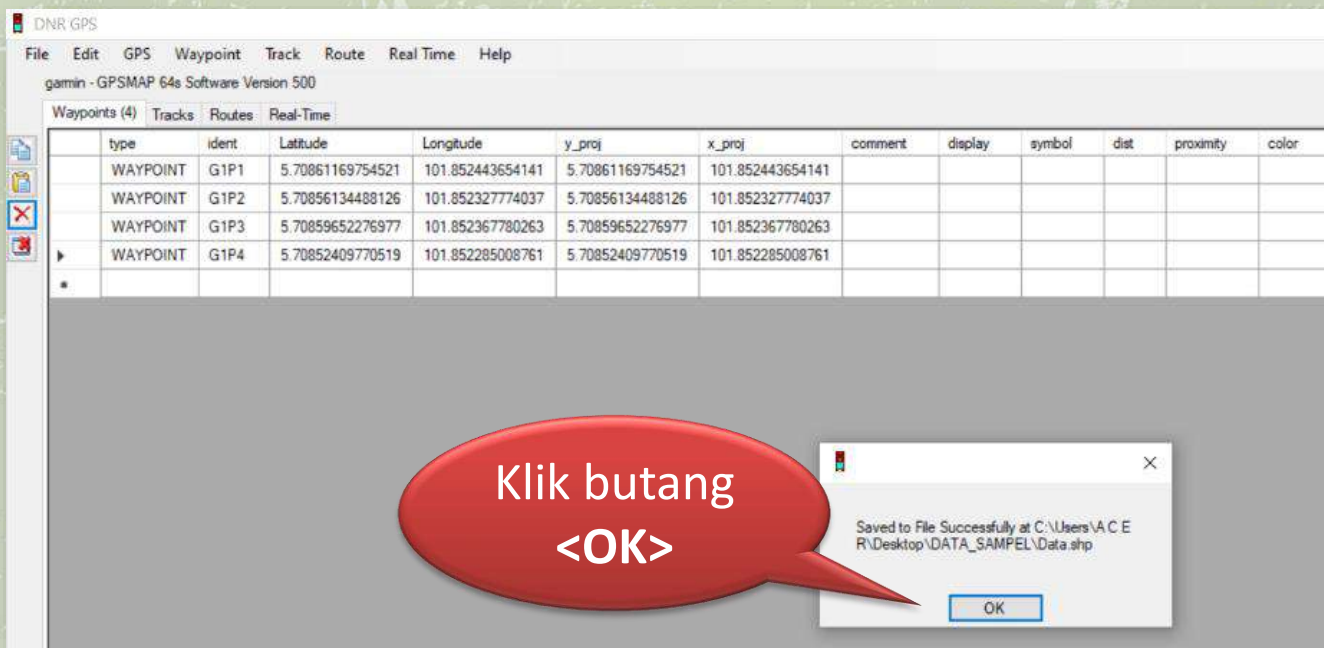 DNR GPS
File Edit GPS Waypoint Track Route Real Time Help
garmin - GPSMAP 64s Software Version 500
Waypoints (4) Tracks Routes Real-Time
type ident Latitude Longitude y_proj x_proj comment display symbol dist proximity color
WAYPOINT G1P1 5.70861169754521 101.852443654141 5.70861169754521 101.852443654141
WAYPOINT G1P2 5.70856134488126 101.852327774037 5.70856134488126 101.852327774037
WAYPOINT G1P3 5.70859652276977 101.852367780263 5.70859652276977 101.852367780263
WAYPOINT G1P4 5.70852409770519 101.852285008761 5.70852409770519 101.852285008761
Klik butang
<OK>
Saved to File Successfully at C:\Users\A C E
R\Desktop\DATA_SAMPEL\Data.shp
OK